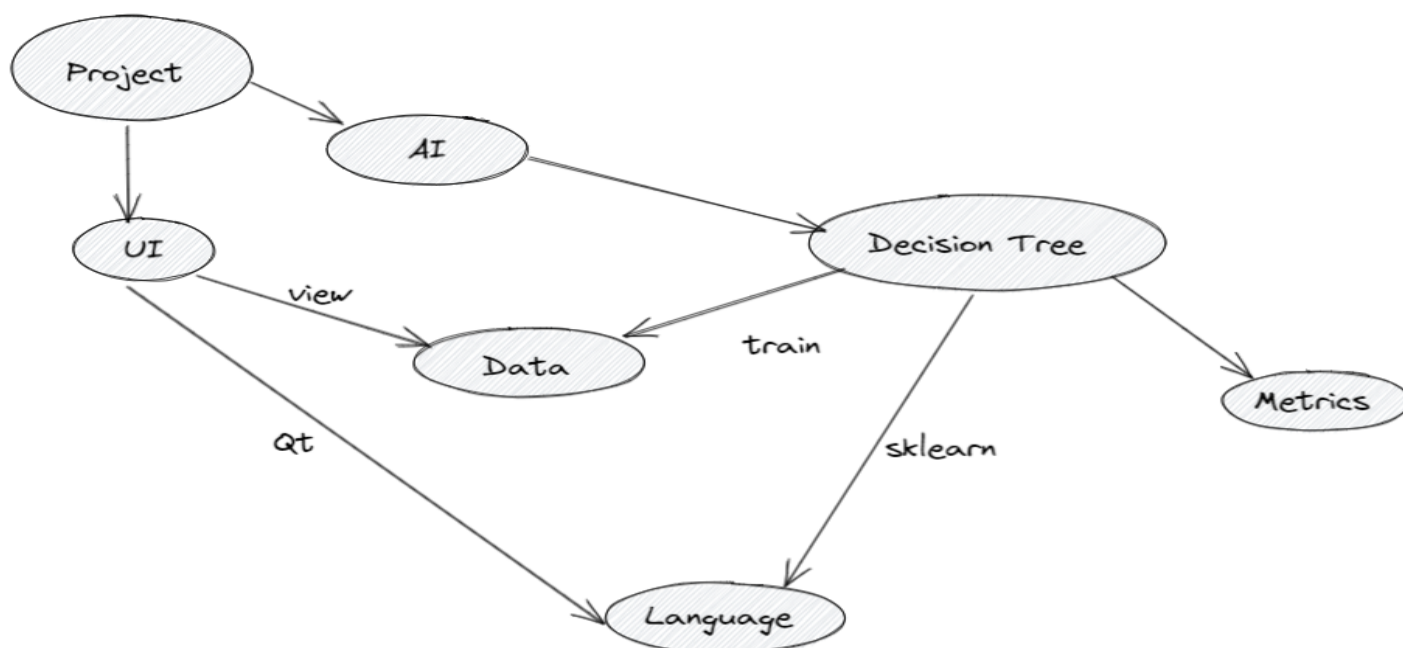 Project
AI
Decision Tree
UI
view
train
Data
Metrics
Qt
sklearn
Language